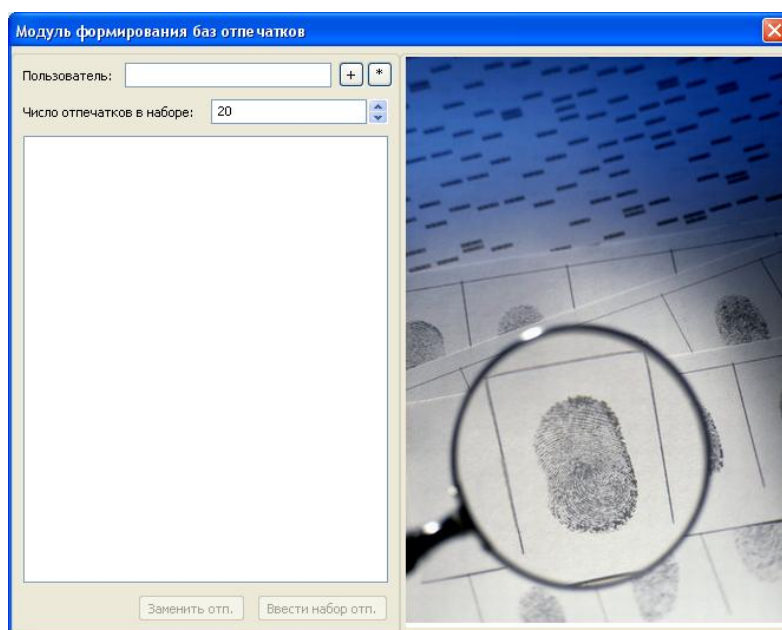 Модуль формирования баз отпечатков
Пользователь: + *
Число отпечатков в наборе: 20
Заменить отп. Ввести набор отп.